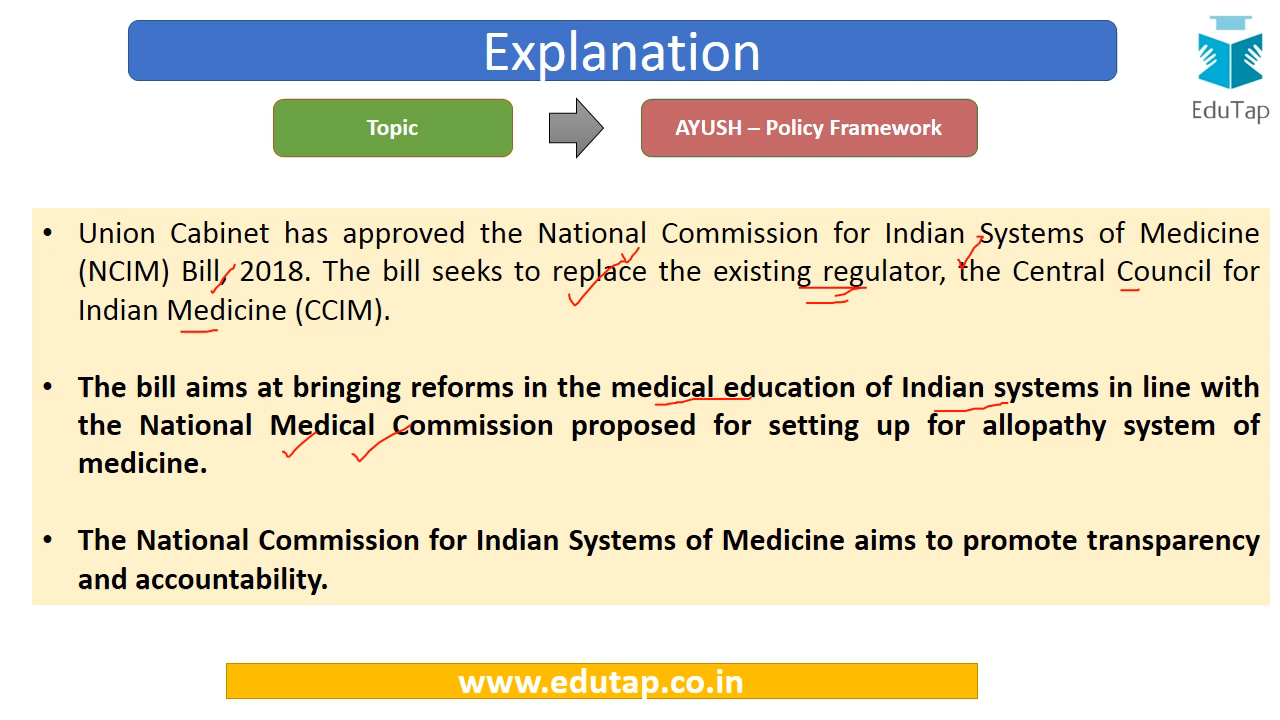 Explanation
EduTap
Topic
AYUSH – Policy Framework
• Union Cabinet has approved the National Commission for Indian Systems of Medicine
(NCIM) Bill, 2018. The bill seeks to replace the existing regulator, the Central Council for
Indian Medicine (CCIM).
• The bill aims at bringing reforms in the medical education of Indian systems in line with
the National Medical Commission proposed for setting up for allopathy system of
medicine.
• The National Commission for Indian Systems of Medicine aims to promote transparency
and accountability.
www.edutap.co.in